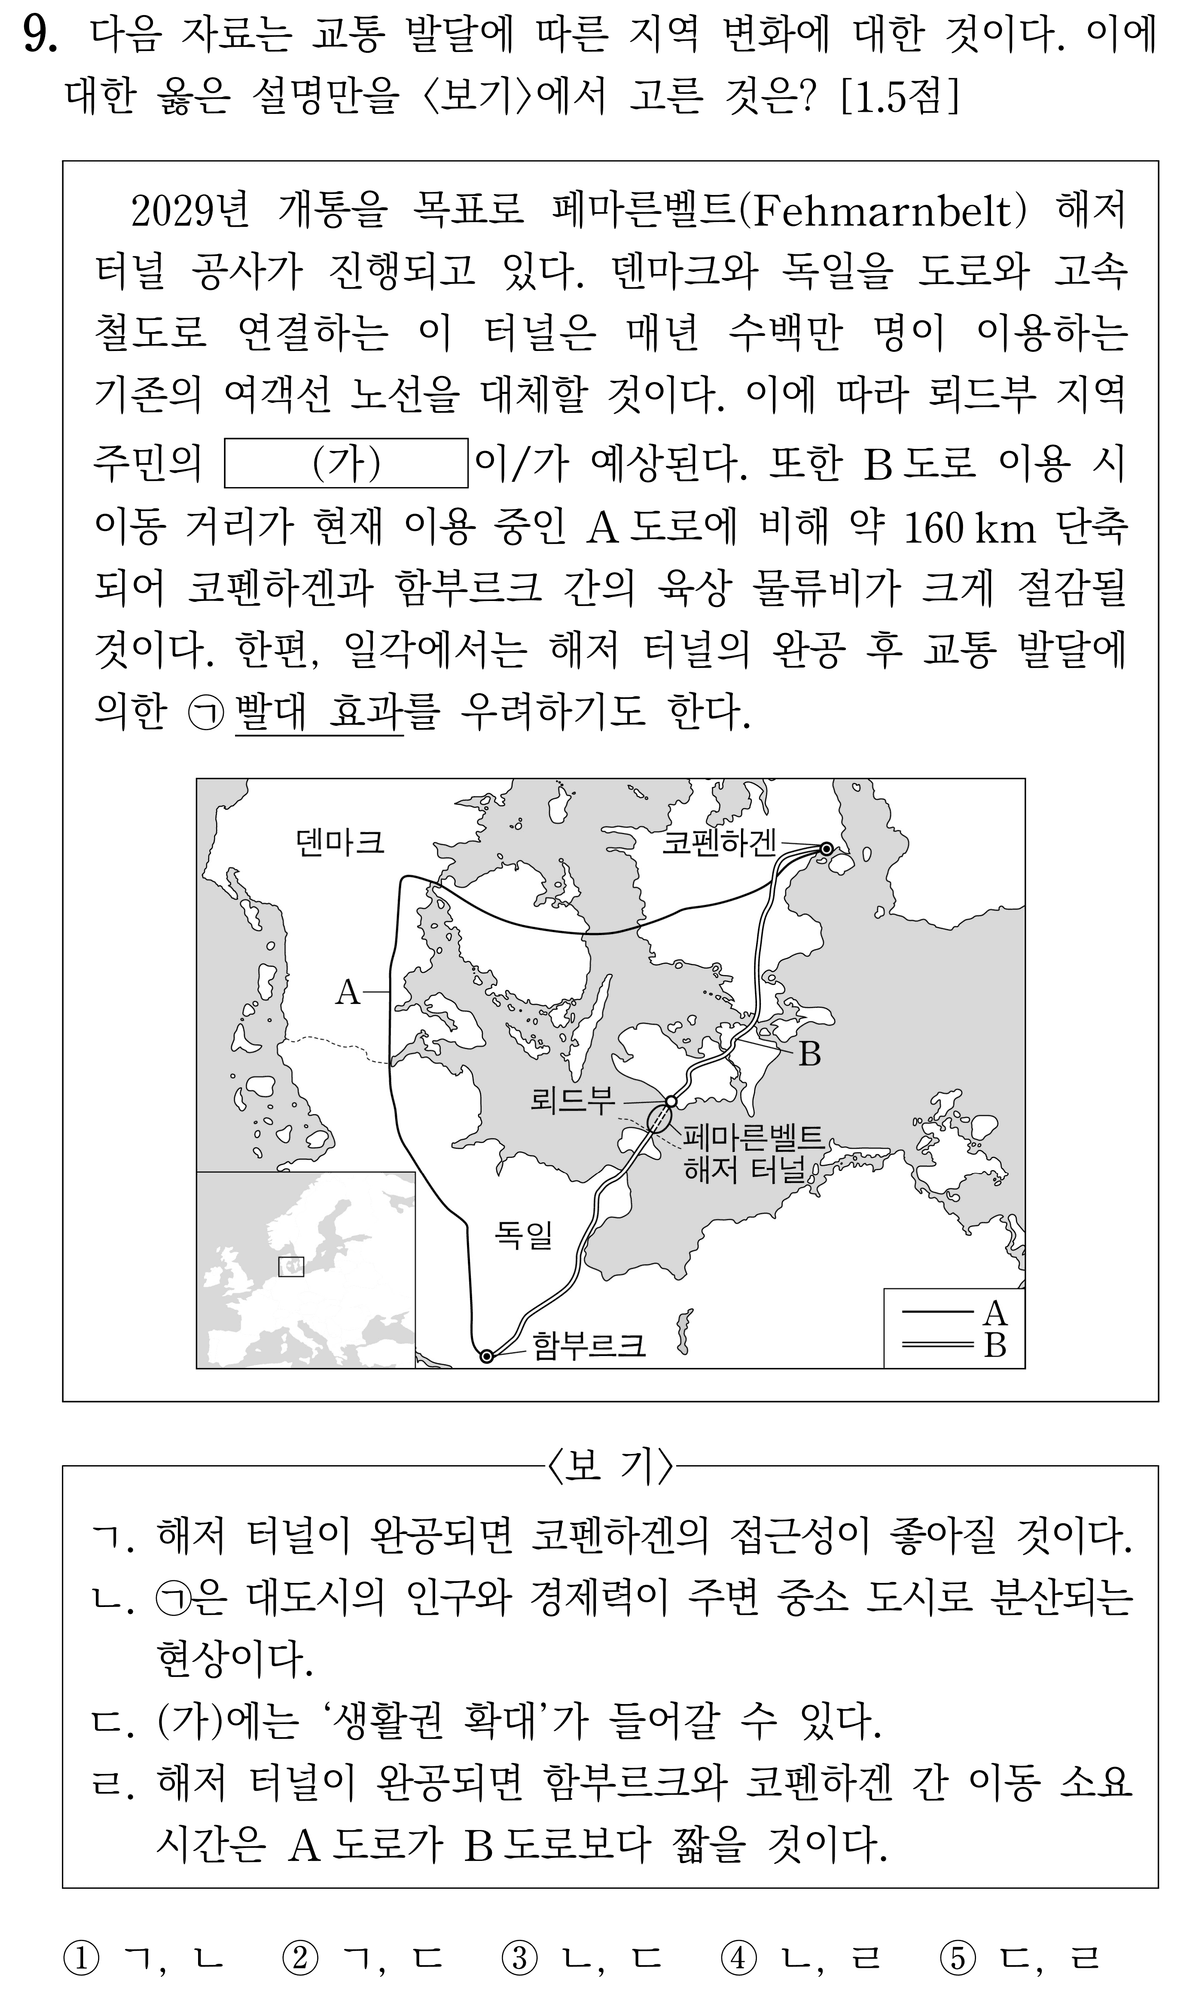 9. 다음 자료는 교통 발달에 따른 지역 변화에 대한 것이다. 이에
대한 옳은 설명만을 〈보기〉에서 고른 것은? [1.5점]
2029년 개통을 목표로 페마른벨트(Fehmarnbelt) 해저
터널 공사가 진행되고 있다. 덴마크와 독일을 도로와 고속
철도로 연결하는 이 터널은 매년 수백만 명이 이용하는
기존의 여객선 노선을 대체할 것이다. 이에 따라 뢰드부 지역
주민의 (가) 이/가 예상된다. 또한 B 도로 이용 시
이동 거리가 현재 이용 중인 A 도로에 비해 약 160 km 단축
되어 코펜하겐과 함부르크 간의 육상 물류비가 크게 절감될
것이다. 한편, 일각에서는 해저 터널의 완공 후 교통 발달에
의한 ㉠ 빨대 효과를 우려하기도 한다.
덴마크
코펜하겐
A
B
뢰드부
페마른벨트
해저 터널
독일
함부르크
A
B
〈보 기〉
ㄱ. 해저 터널이 완공되면 코펜하겐의 접근성이 좋아질 것이다.
ㄴ. ㉠은 대도시의 인구와 경제력이 주변 중소 도시로 분산되는
현상이다.
ㄷ. (가)에는 ‘생활권 확대’가 들어갈 수 있다.
ㄹ. 해저 터널이 완공되면 함부르크와 코펜하겐 간 이동 소요
시간은 A 도로가 B 도로보다 짧을 것이다.
① ㄱ, ㄴ ② ㄱ, ㄷ ③ ㄴ, ㄷ ④ ㄴ, ㄹ ⑤ ㄷ, ㄹ